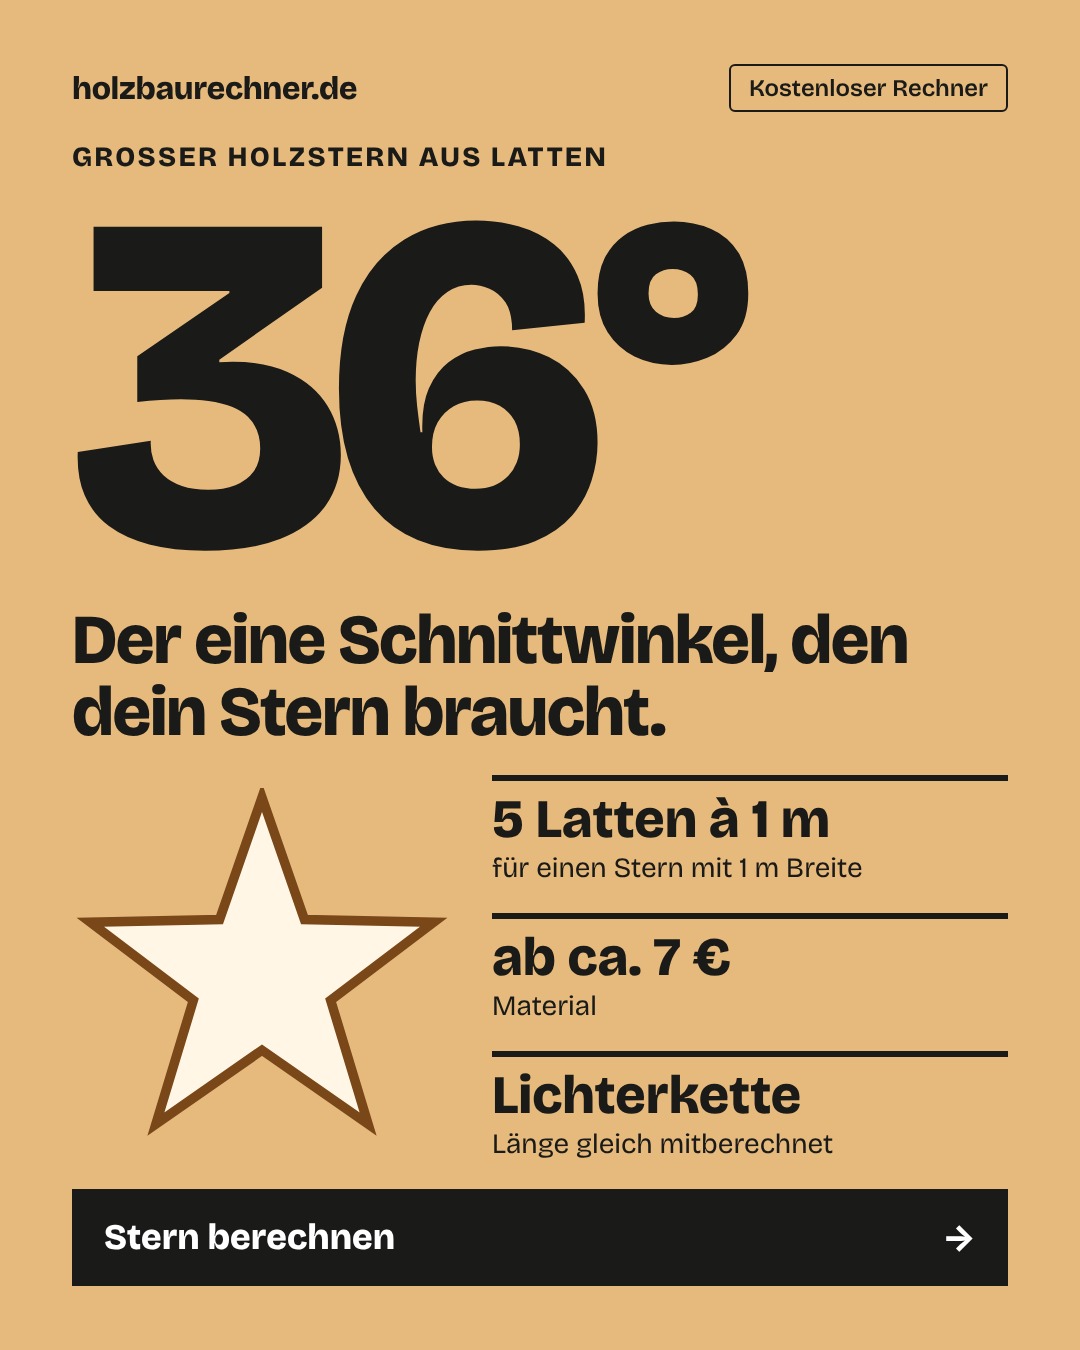 holzbaurechner.de
Kostenloser Rechner
GROSSER HOLZSTERN AUS LATTEN
36°
Der eine Schnittwinkel, den
dein Stern braucht.
5 Latten à 1 m
für einen Stern mit 1 m Breite
ab ca. 7 €
Material
Lichterkette
Länge gleich mitberechnet
Stern berechnen →